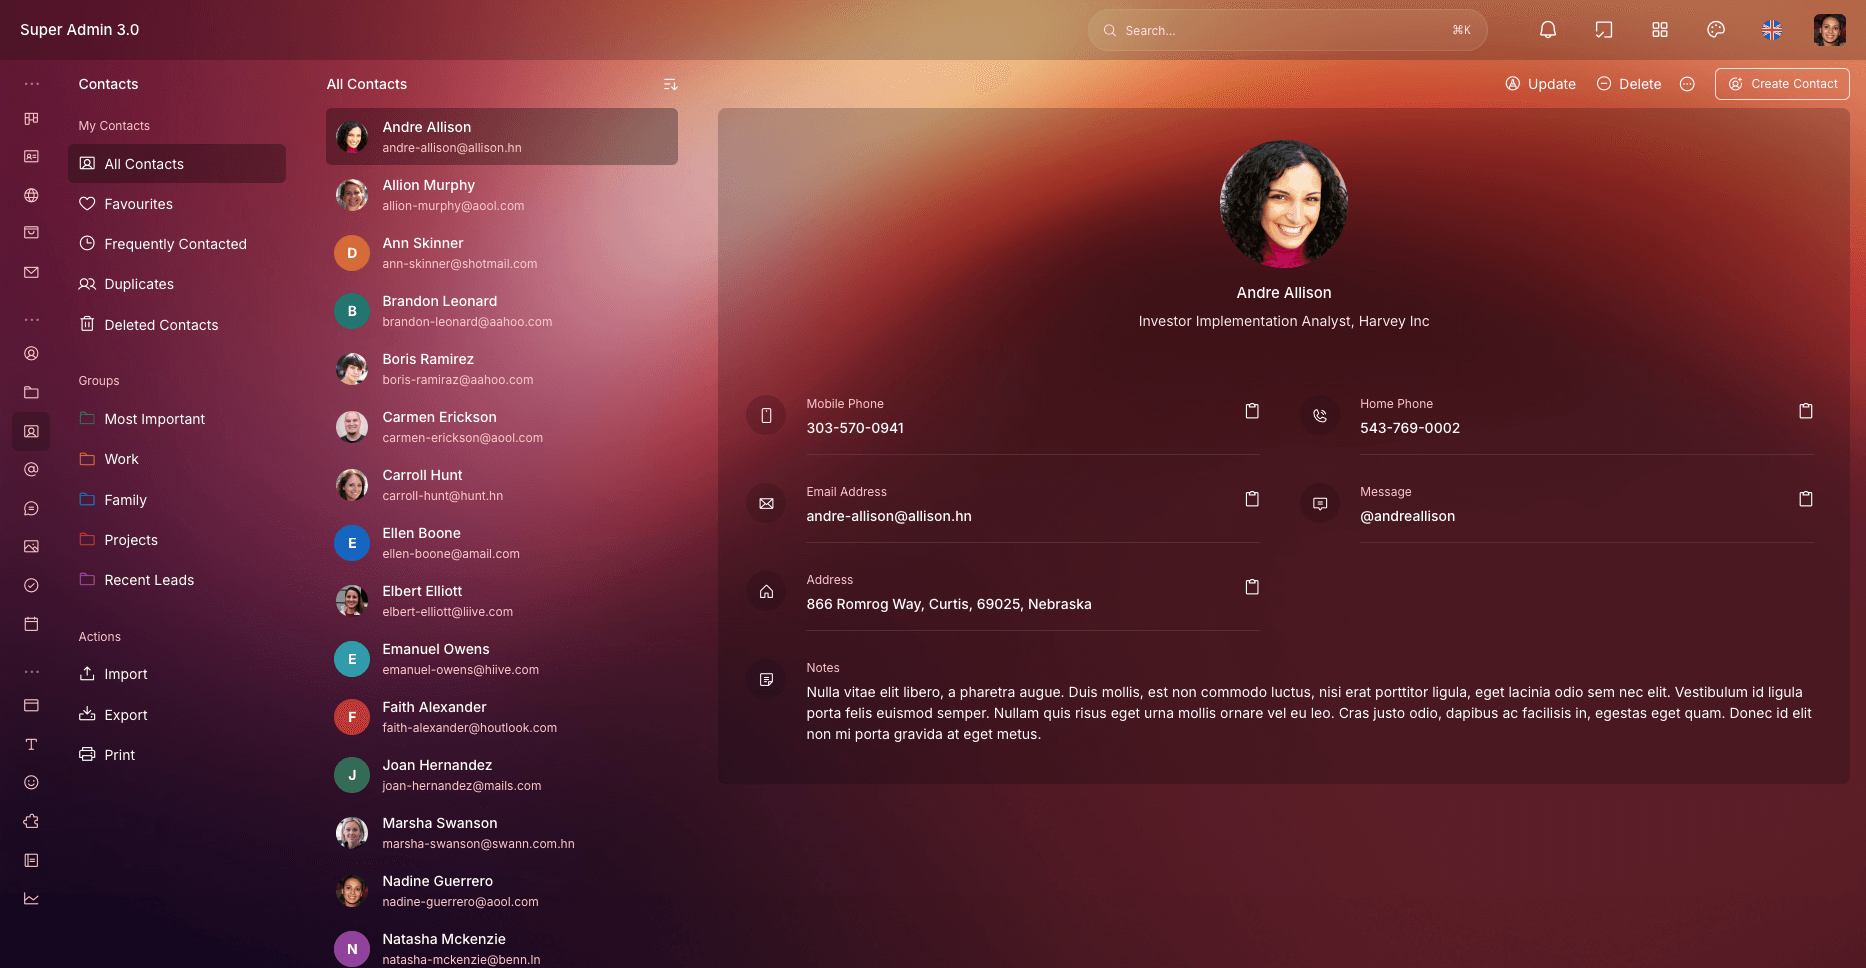 Super Admin 3.0
Search...
⌘K
Contacts
My Contacts
All Contacts
Favourites
Frequently Contacted
Duplicates
Deleted Contacts
Groups
Most Important
Work
Family
Projects
Recent Leads
Actions
Import
Export
Print
All Contacts
Andre Allison
andre-allison@allison.hn
Allion Murphy
allion-murphy@aool.com
D
Ann Skinner
ann-skinner@shotmail.com
B
Brandon Leonard
brandon-leonard@aahoo.com
Boris Ramirez
boris-ramiraz@aahoo.com
Carmen Erickson
carmen-erickson@aool.com
Carroll Hunt
carroll-hunt@hunt.hn
E
Ellen Boone
ellen-boone@amail.com
Elbert Elliott
elbert-elliott@liive.com
E
Emanuel Owens
emanuel-owens@hiive.com
F
Faith Alexander
faith-alexander@houtlook.com
J
Joan Hernandez
joan-hernandez@mails.com
Marsha Swanson
marsha-swanson@swann.com.hn
Nadine Guerrero
nadine-guerrero@aool.com
N
Natasha Mckenzie
natasha-mckenzie@benn.ln
Update
Delete
Create Contact
Andre Allison
Investor Implementation Analyst, Harvey Inc
Mobile Phone
303-570-0941
Home Phone
543-769-0002
Email Address
andre-allison@allison.hn
Message
@andreallison
Address
866 Romrog Way, Curtis, 69025, Nebraska
Notes
Nulla vitae elit libero, a pharetra augue. Duis mollis, est non commodo luctus, nisi erat porttitor ligula, eget lacinia odio sem nec elit. Vestibulum id ligula
porta felis euismod semper. Nullam quis risus eget urna mollis ornare vel eu leo. Cras justo odio, dapibus ac facilisis in, egestas eget quam. Donec id elit
non mi porta gravida at eget metus.